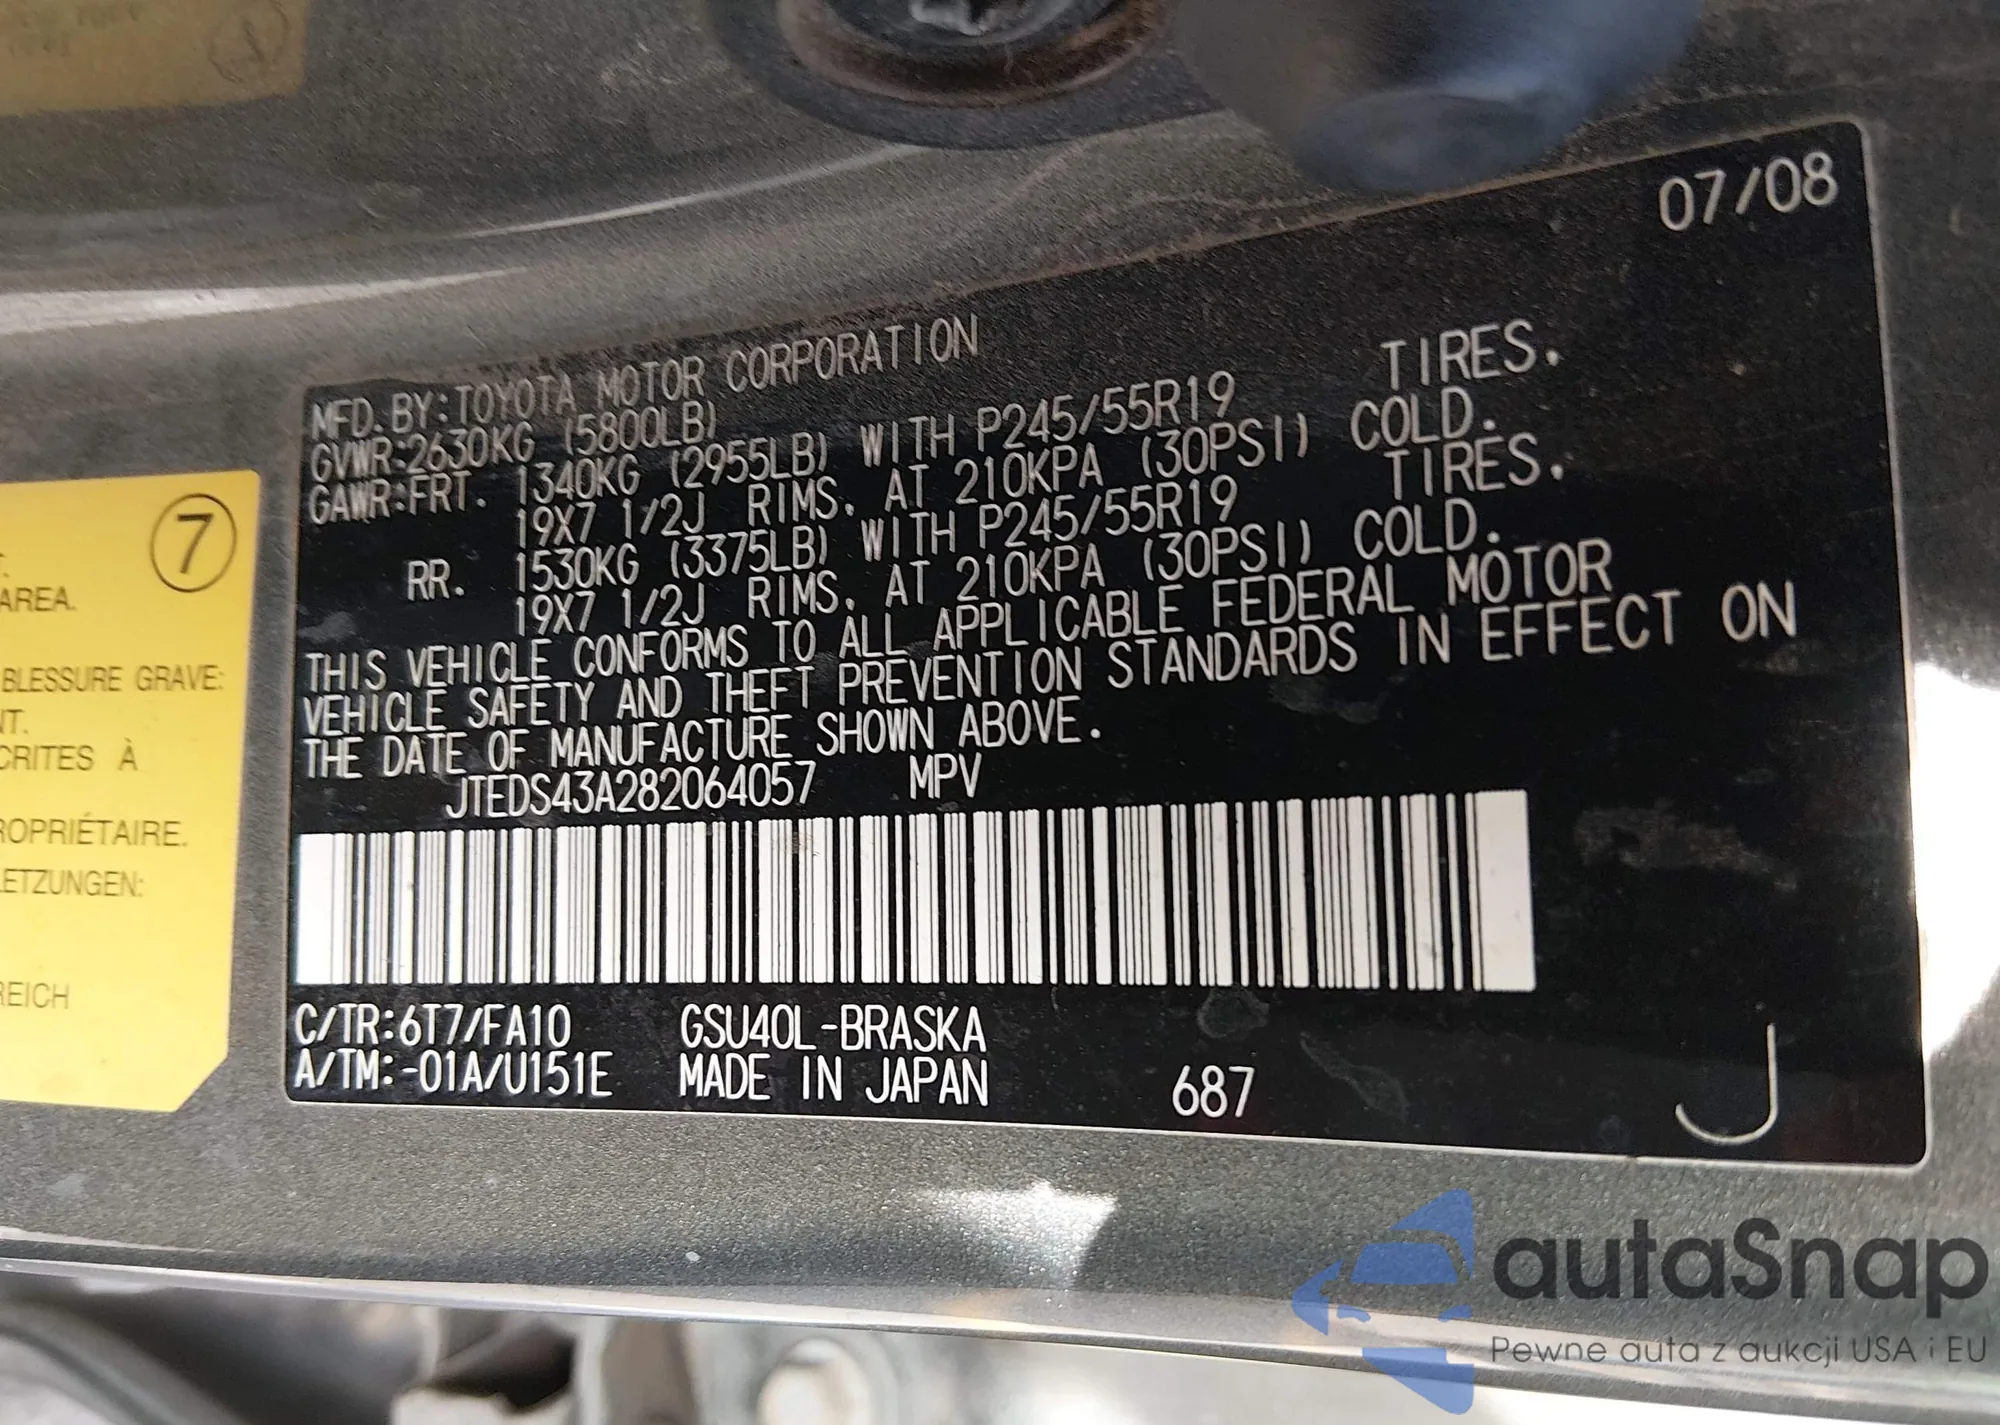 07/08
MFD. BY: TOYOTA MOTOR CORPORATION
GVWR:2630KG (5800LB)
GAWR:FRT. 1340KG (2955LB) WITH P245/55R19 TIRES.
19X7 1/2J RIMS. AT 210KPA (30PSI) COLD.
RR. 1530KG (3375LB) WITH P245/55R19 TIRES.
19X7 1/2J RIMS. AT 210KPA (30PSI) COLD.
THIS VEHICLE CONFORMS TO ALL APPLICABLE FEDERAL MOTOR
VEHICLE SAFETY AND THEFT PREVENTION STANDARDS IN EFFECT ON
THE DATE OF MANUFACTURE SHOWN ABOVE.
JTEDS43A282064057 MPV
C/TR:6T7/FA10 GSU40L-BRASKA
A/TM:-01A/U151E MADE IN JAPAN 687 J
7
AREA.
BLESSURE GRAVE:
NT.
CRITES À
ROPRIÉTAIRE.
LETZUNGEN:
REICH
autaSnap
Pewne auta z aukcji USA i EU